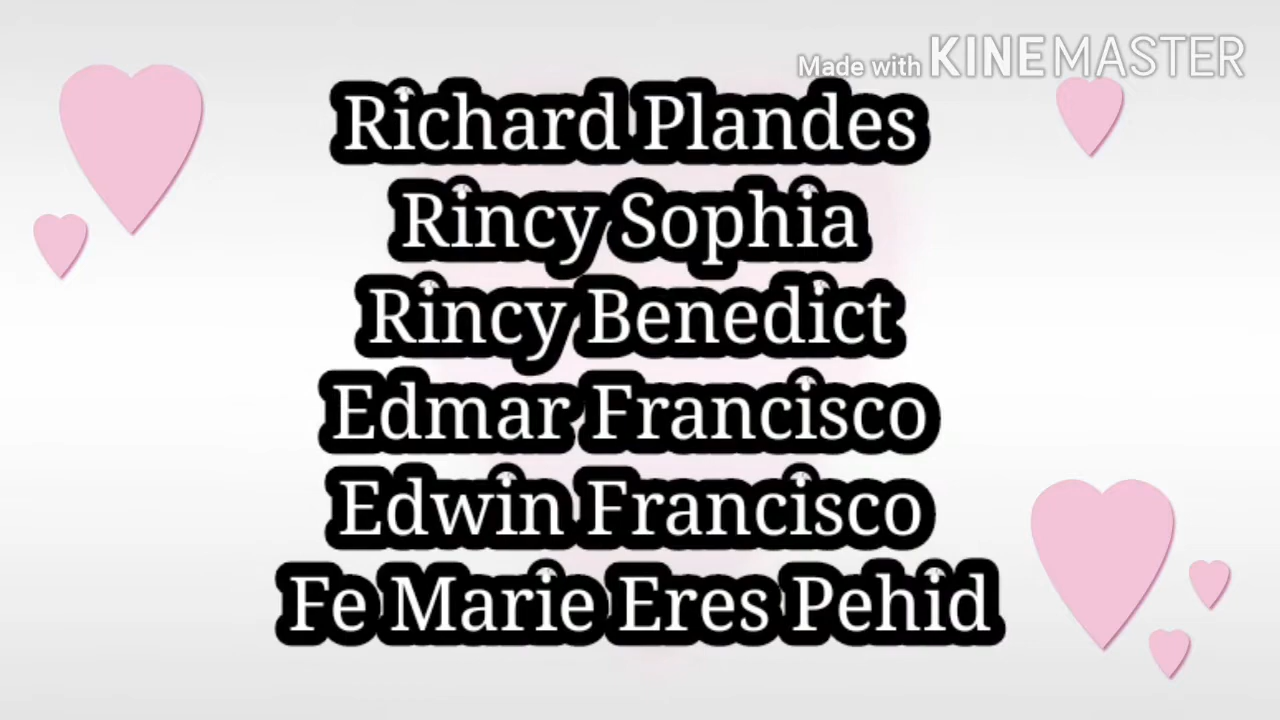 Made with KINEMASTER
Richard Plandes
Rincy Sophia
Rincy Benedict
Edmar Francisco
Edwin Francisco
Fe Marie Eres Pehid